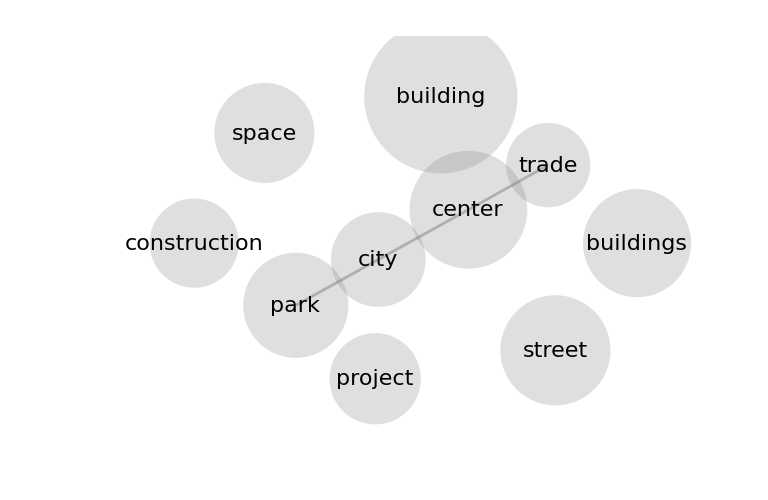 building
space
trade
center
construction
buildings
city
park
street
project